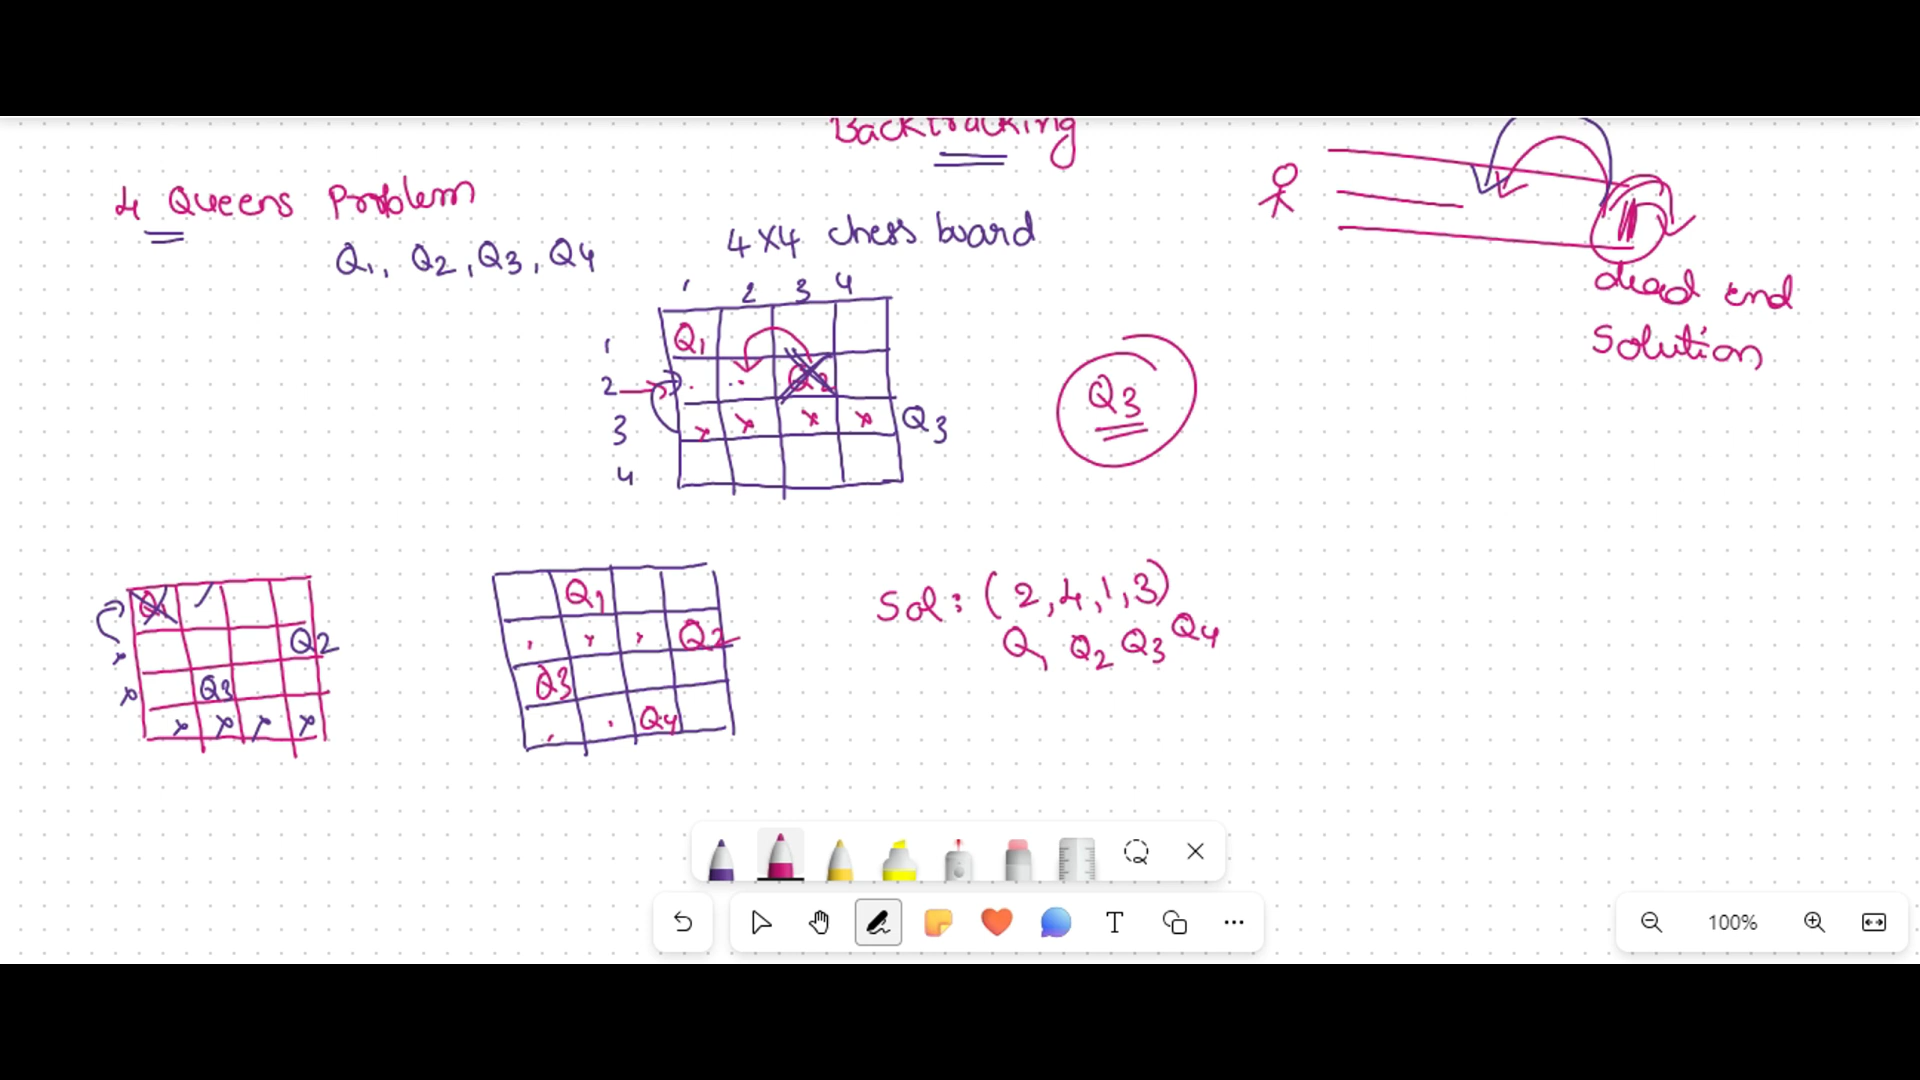 Backtracking
4 Queens Problem
Q1, Q2, Q3, Q4
4x4 chess board
1 2 3 4
1 Q1
2 Q2
3 x x x x Q3
4
Q3
dead end
Solution
Q1
Q2
Q3
x x x x
Q1
x x Q2
Q3
Q4
Sol: (2,4,1,3)
Q1 Q2 Q3 Q4
T
100%